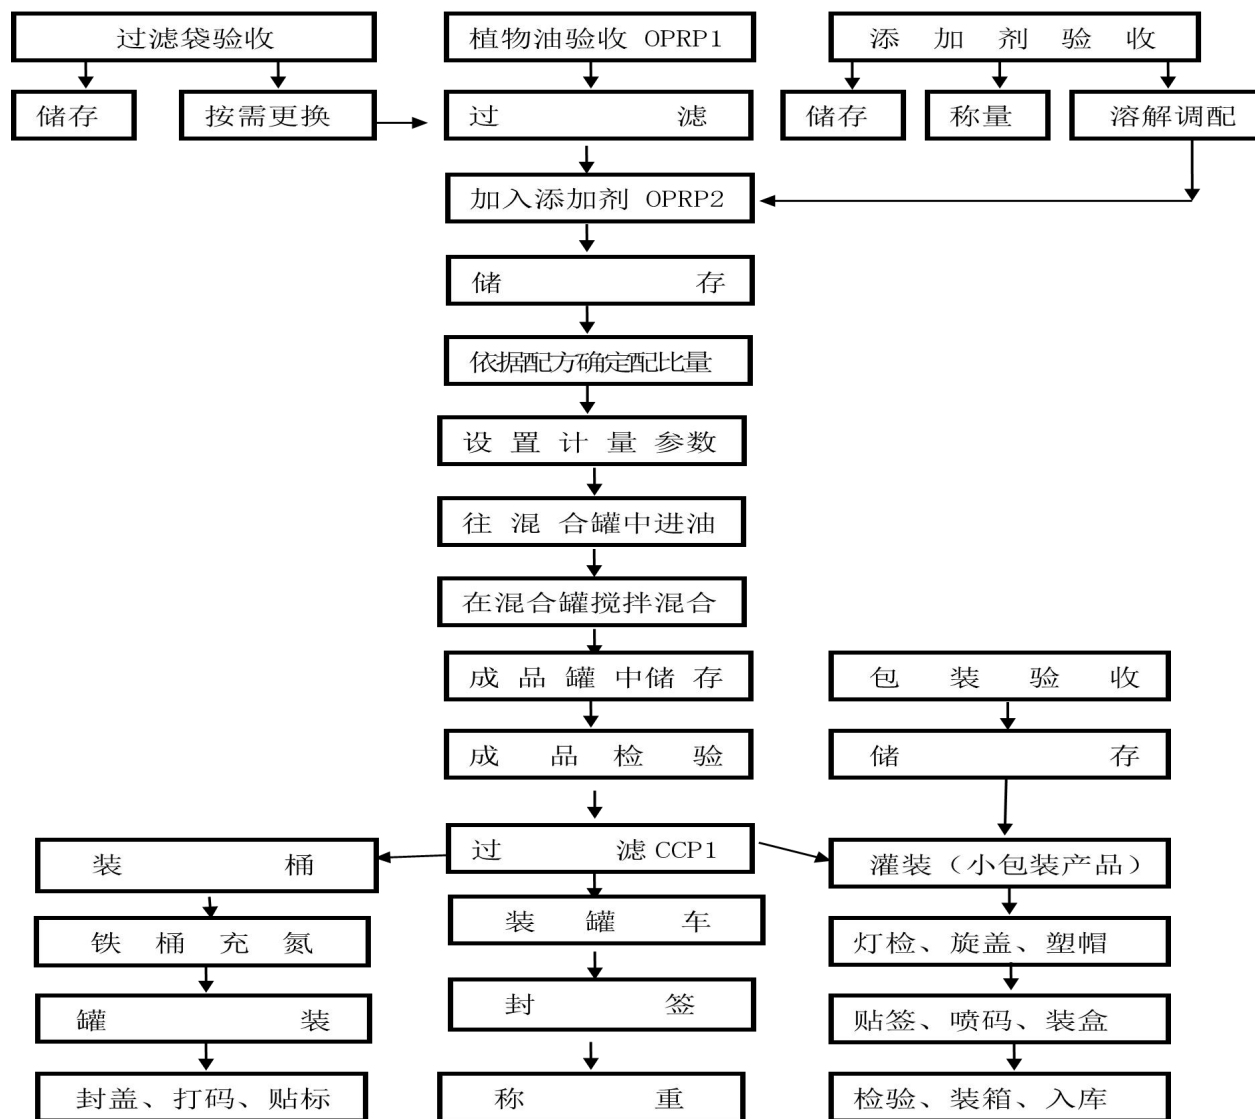 过滤袋验收
植物油验收 OPRP1
添加剂验收
储存
按需更换
过滤
储存
称量
溶解调配
加入添加剂 OPRP2
储存
依据配方确定配比量
设置计量参数
往混合罐中进油
在混合罐搅拌混合
成品罐中储存
包装验收
成品检验
储存
装桶
过滤 CCP1
灌装（小包装产品）
装罐车
铁桶充氮
灯检、旋盖、塑帽
封签
罐装
贴签、喷码、装盒
封盖、打码、贴标
称重
检验、装箱、入库